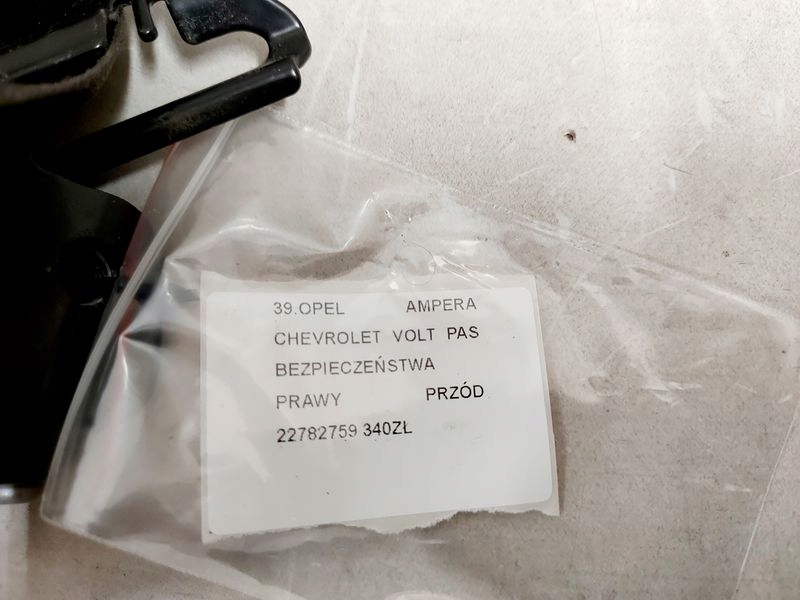 39.OPEL AMPERA
CHEVROLET VOLT PAS
BEZPIECZEŃSTWA
PRAWY PRZÓD
22782759 340ZŁ